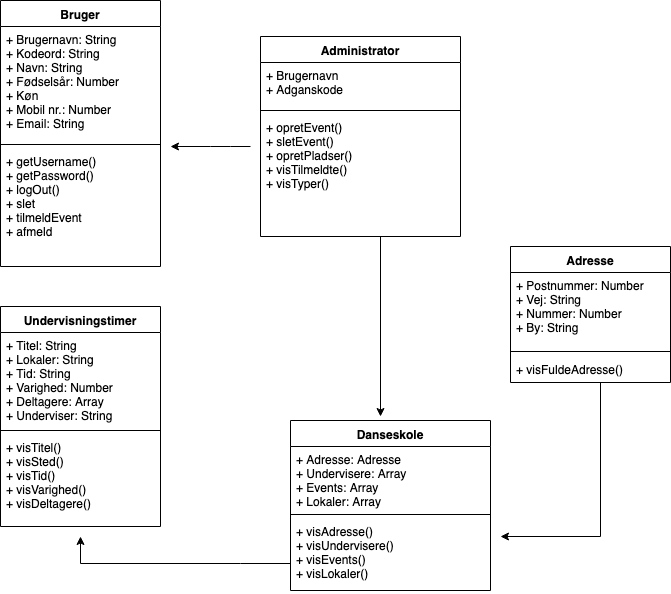 Bruger
+ Brugernavn: String
+ Kodeord: String
+ Navn: String
+ Fødselsår: Number
+ Køn
+ Mobil nr.: Number
+ Email: String
+ getUsername()
+ getPassword()
+ logOut()
+ slet
+ tilmeldEvent
+ afmeld
Administrator
+ Brugernavn
+ Adganskode
+ opretEvent()
+ sletEvent()
+ opretPladser()
+ visTilmeldte()
+ visTyper()
Adresse
+ Postnummer: Number
+ Vej: String
+ Nummer: Number
+ By: String
+ visFuldeAdresse()
Undervisningstimer
+ Titel: String
+ Lokaler: String
+ Tid: String
+ Varighed: Number
+ Deltagere: Array
+ Underviser: String
+ visTitel()
+ visSted()
+ visTid()
+ visVarighed()
+ visDeltagere()
Danseskole
+ Adresse: Adresse
+ Undervisere: Array
+ Events: Array
+ Lokaler: Array
+ visAdresse()
+ visUndervisere()
+ visEvents()
+ visLokaler()